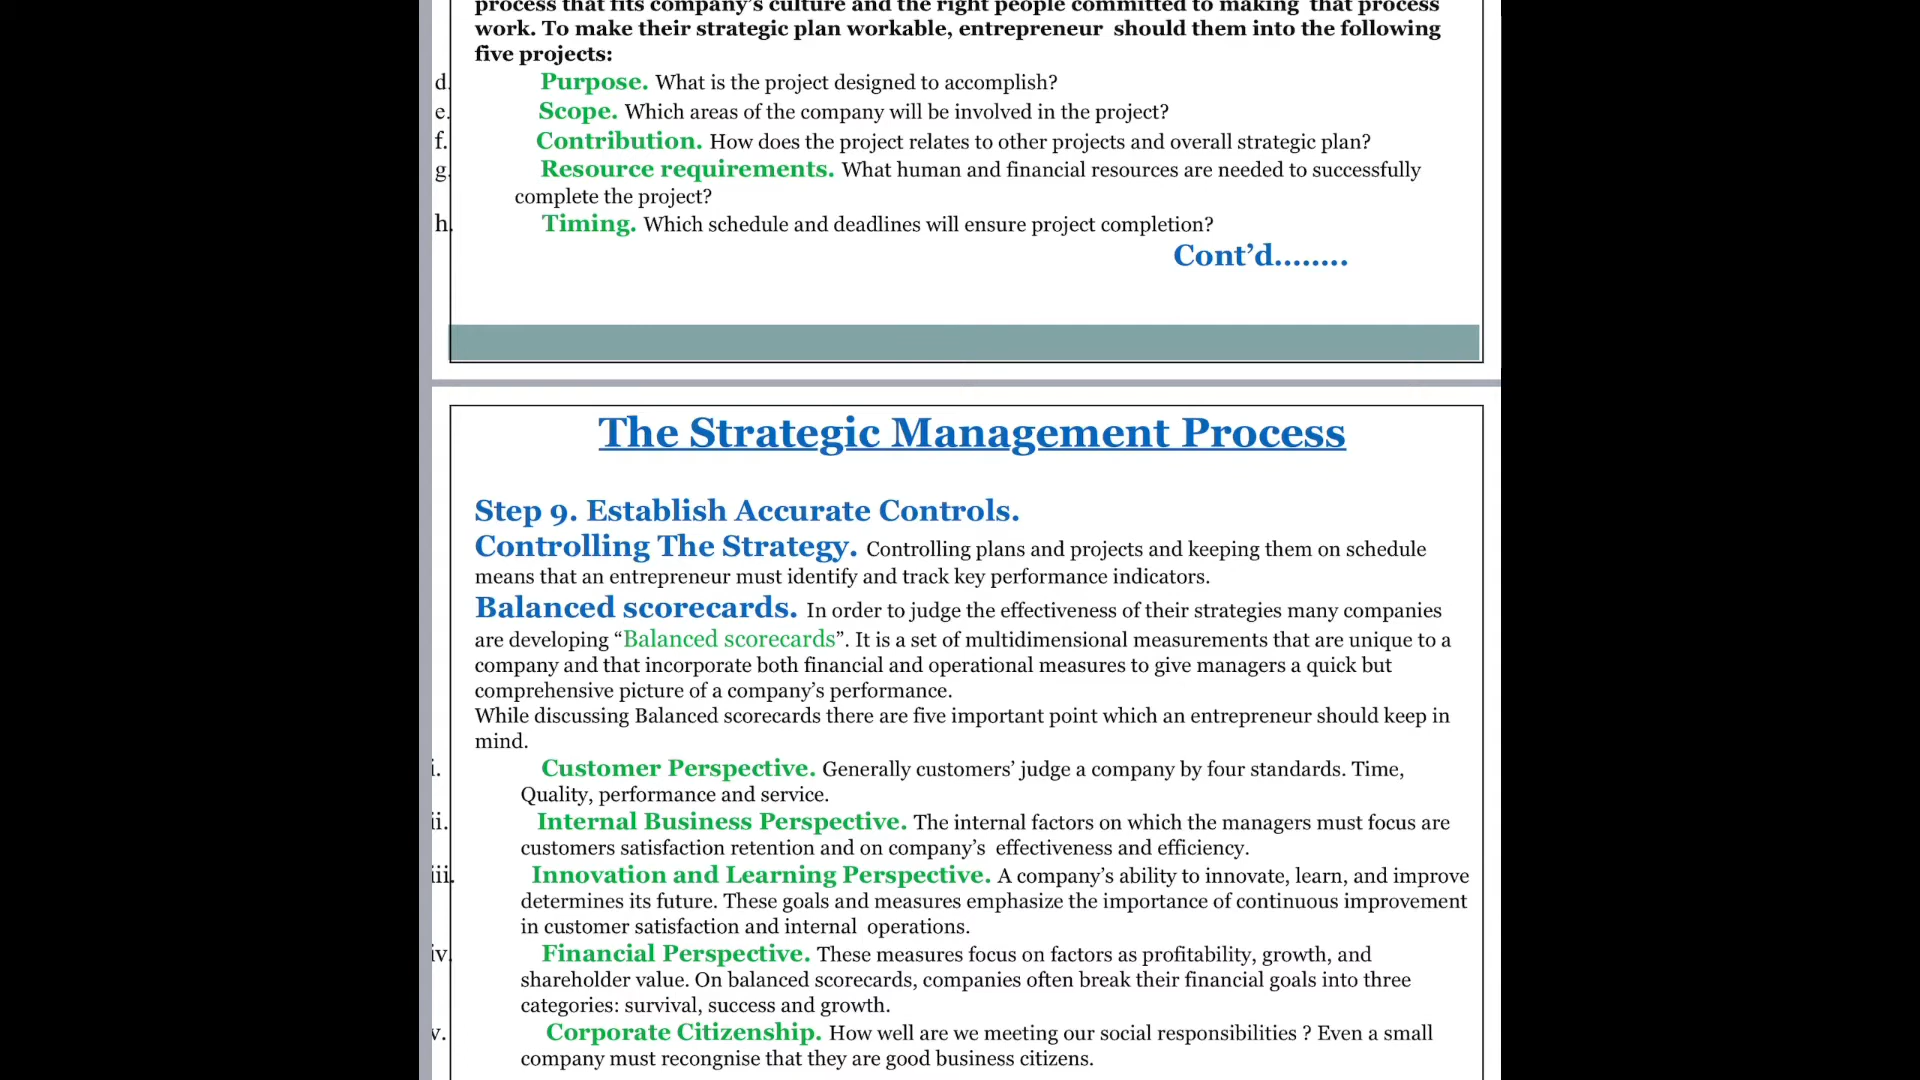 process that fits company's culture and the right people committed to making  that process
work. To make their strategic plan workable, entrepreneur  should them into the following
five projects:
d. Purpose. What is the project designed to accomplish?
e. Scope. Which areas of the company will be involved in the project?
f. Contribution. How does the project relates to other projects and overall strategic plan?
g. Resource requirements. What human and financial resources are needed to successfully
complete the project?
h. Timing. Which schedule and deadlines will ensure project completion?
Cont'd........
The Strategic Management Process
Step 9. Establish Accurate Controls.
Controlling The Strategy. Controlling plans and projects and keeping them on schedule
means that an entrepreneur must identify and track key performance indicators.
Balanced scorecards. In order to judge the effectiveness of their strategies many companies
are developing “Balanced scorecards”. It is a set of multidimensional measurements that are unique to a
company and that incorporate both financial and operational measures to give managers a quick but
comprehensive picture of a company's performance.
While discussing Balanced scorecards there are five important point which an entrepreneur should keep in
mind.
i. Customer Perspective. Generally customers' judge a company by four standards. Time,
Quality, performance and service.
ii. Internal Business Perspective. The internal factors on which the managers must focus are
customers satisfaction retention and on company's  effectiveness and efficiency.
iii. Innovation and Learning Perspective. A company's ability to innovate, learn, and improve
determines its future. These goals and measures emphasize the importance of continuous improvement
in customer satisfaction and internal  operations.
iv. Financial Perspective. These measures focus on factors as profitability, growth, and
shareholder value. On balanced scorecards, companies often break their financial goals into three
categories: survival, success and growth.
v. Corporate Citizenship. How well are we meeting our social responsibilities ? Even a small
company must recongnise that they are good business citizens.